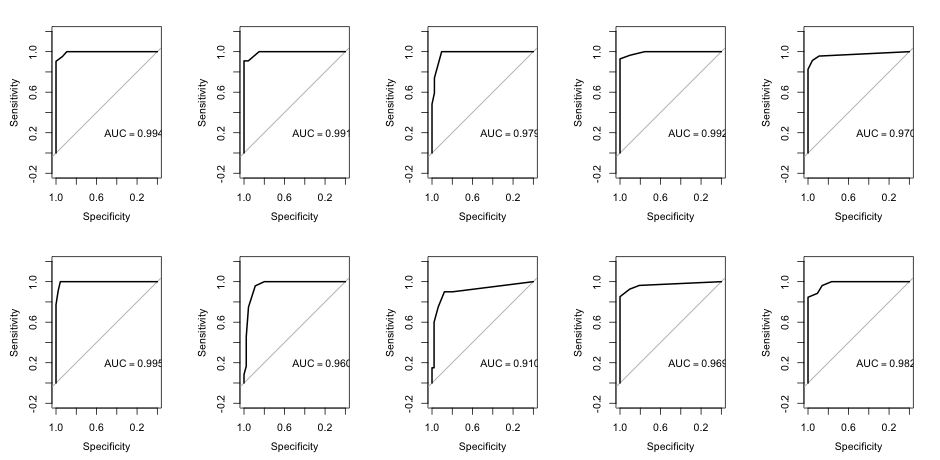 1.0
0.6
0.2
-0.2
Sensitivity
AUC = 0.994
1.0 0.6 0.2
Specificity
1.0
0.6
0.2
-0.2
Sensitivity
AUC = 0.991
1.0 0.6 0.2
Specificity
1.0
0.6
0.2
-0.2
Sensitivity
AUC = 0.979
1.0 0.6 0.2
Specificity
1.0
0.6
0.2
-0.2
Sensitivity
AUC = 0.992
1.0 0.6 0.2
Specificity
1.0
0.6
0.2
-0.2
Sensitivity
AUC = 0.970
1.0 0.6 0.2
Specificity
1.0
0.6
0.2
-0.2
Sensitivity
AUC = 0.995
1.0 0.6 0.2
Specificity
1.0
0.6
0.2
-0.2
Sensitivity
AUC = 0.960
1.0 0.6 0.2
Specificity
1.0
0.6
0.2
-0.2
Sensitivity
AUC = 0.910
1.0 0.6 0.2
Specificity
1.0
0.6
0.2
-0.2
Sensitivity
AUC = 0.969
1.0 0.6 0.2
Specificity
1.0
0.6
0.2
-0.2
Sensitivity
AUC = 0.982
1.0 0.6 0.2
Specificity